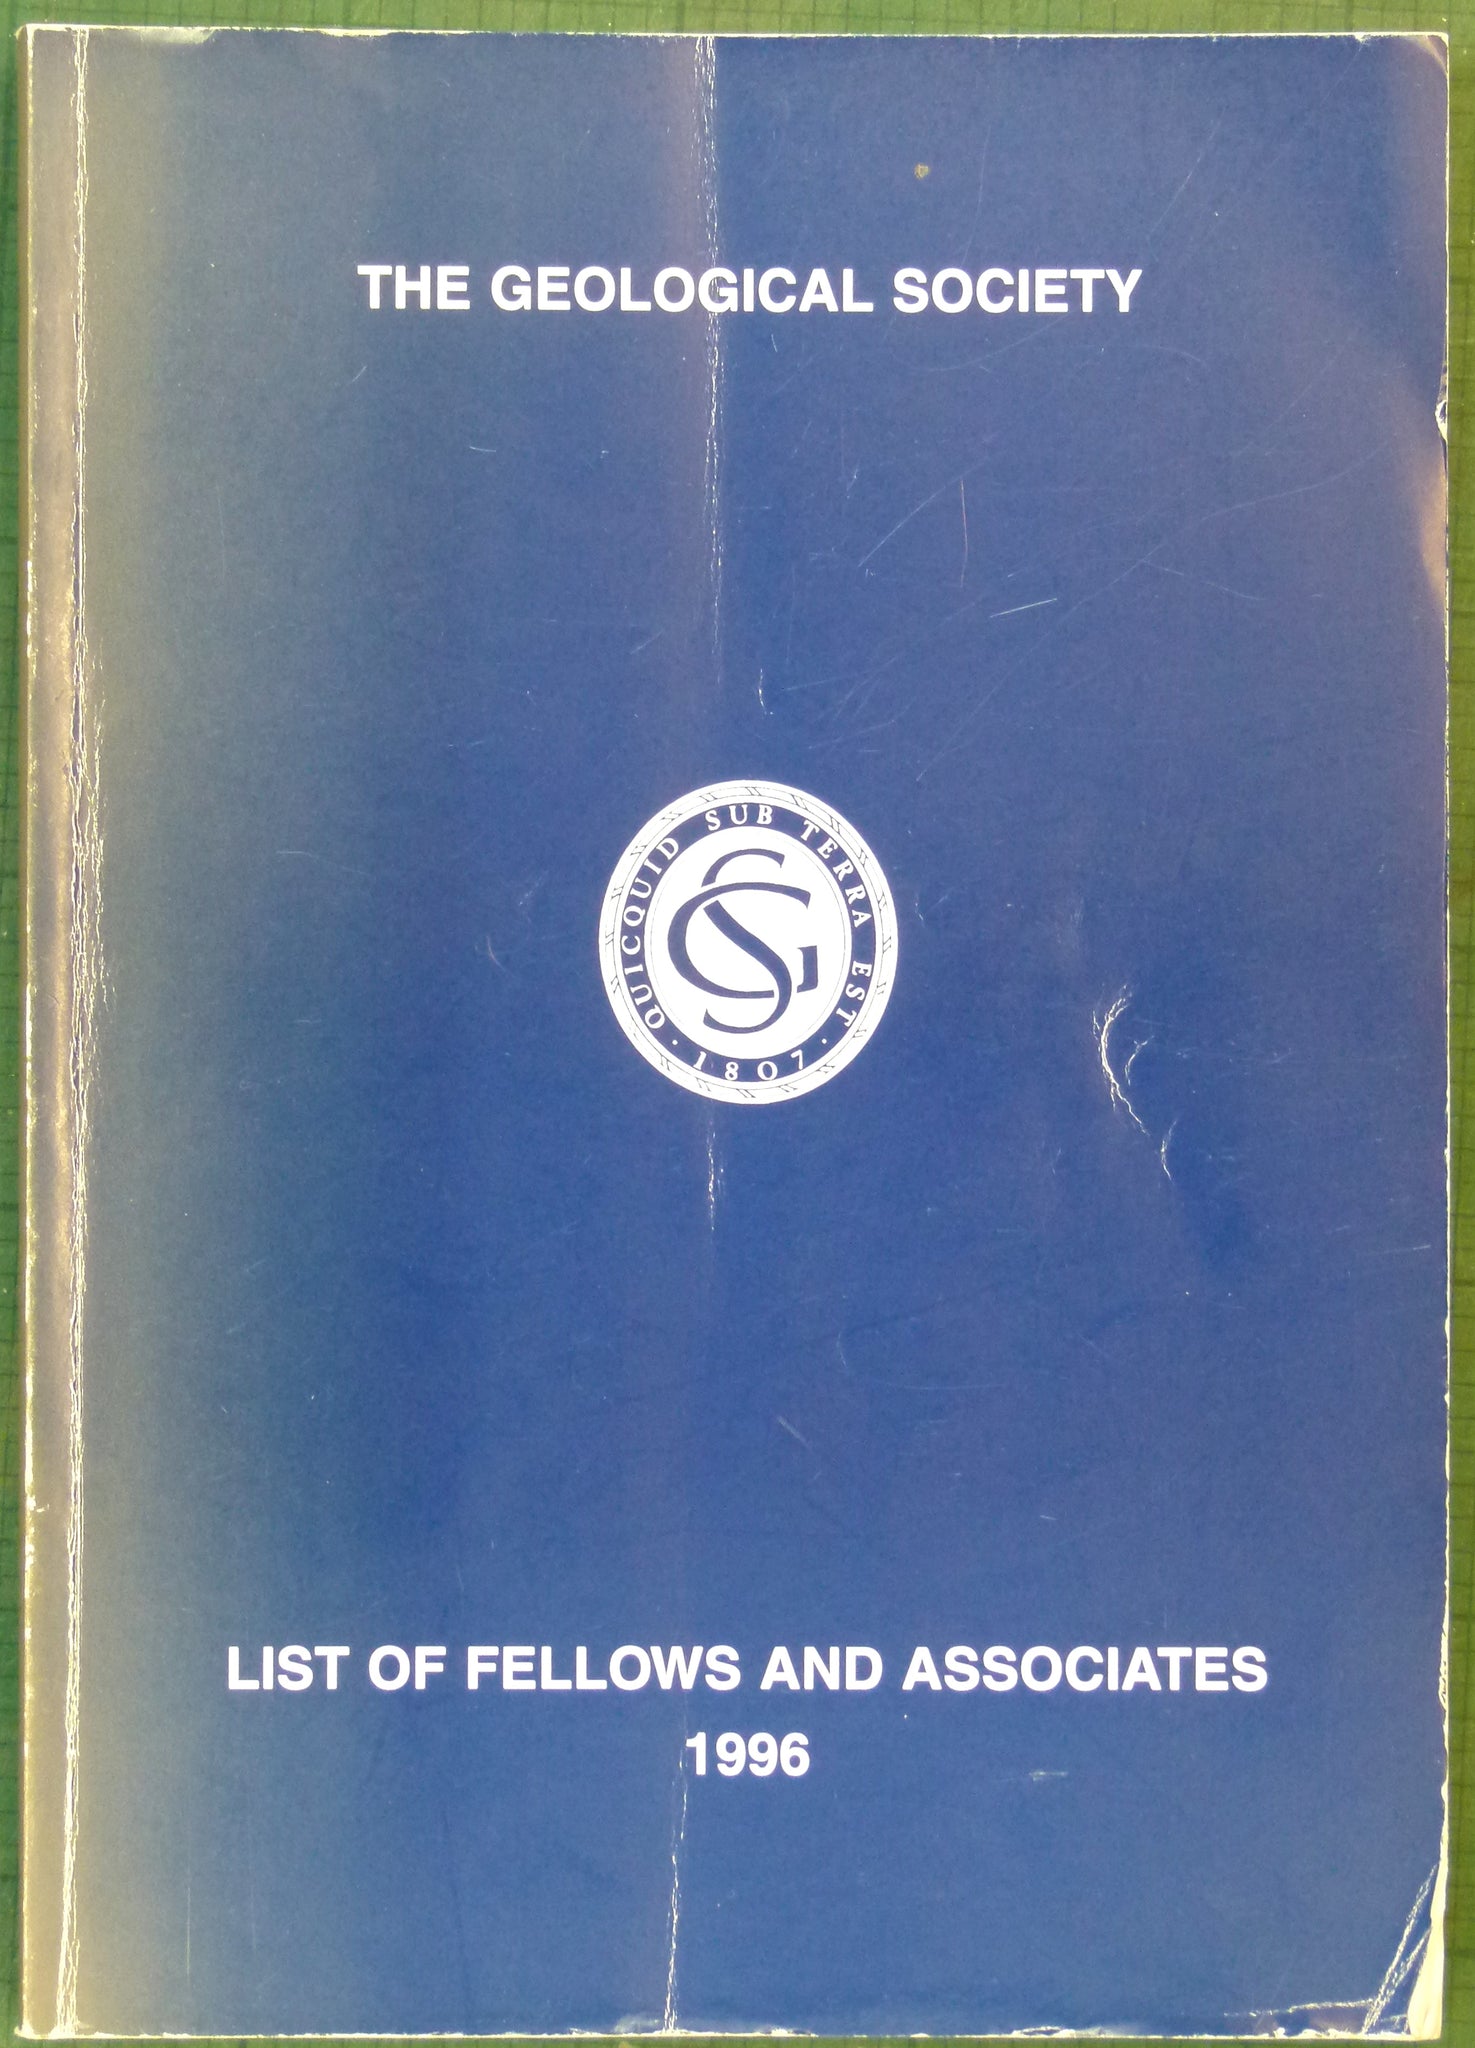 THE GEOLOGICAL SOCIETY
QUICQUID SUB TERRA EST
GS
· 1807 ·
LIST OF FELLOWS AND ASSOCIATES
1996